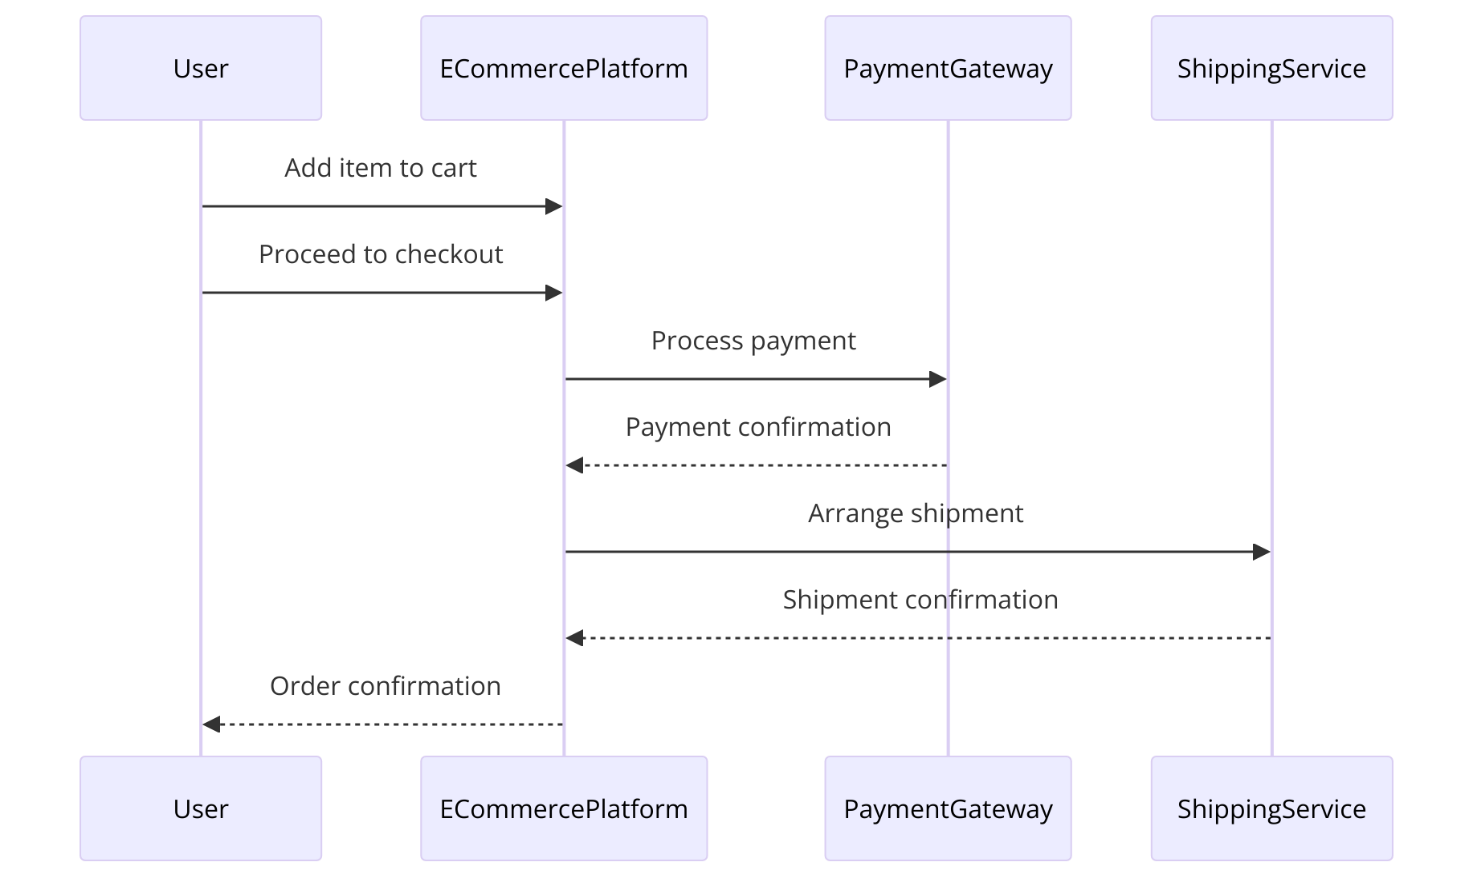 User
ECommercePlatform
PaymentGateway
ShippingService
Add item to cart
Proceed to checkout
Process payment
Payment confirmation
Arrange shipment
Shipment confirmation
Order confirmation
User
ECommercePlatform
PaymentGateway
ShippingService